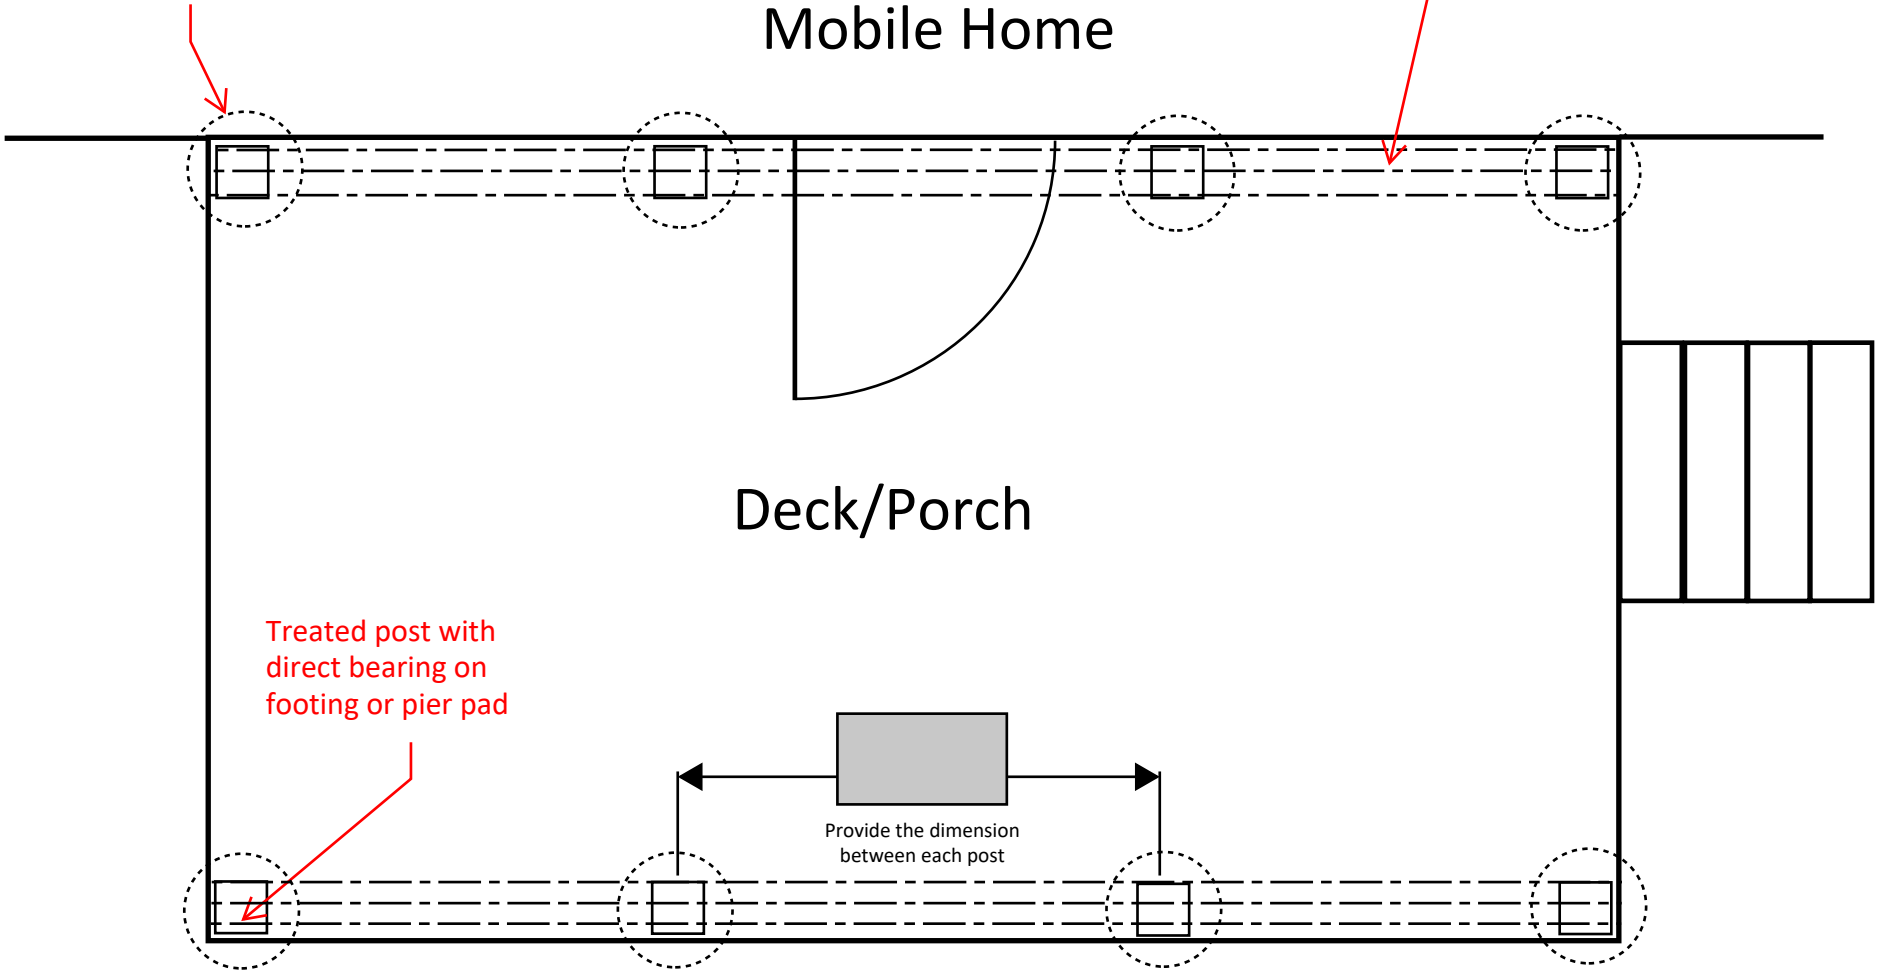 Mobile Home
Deck/Porch
Treated post with
direct bearing on
footing or pier pad
Provide the dimension
between each post